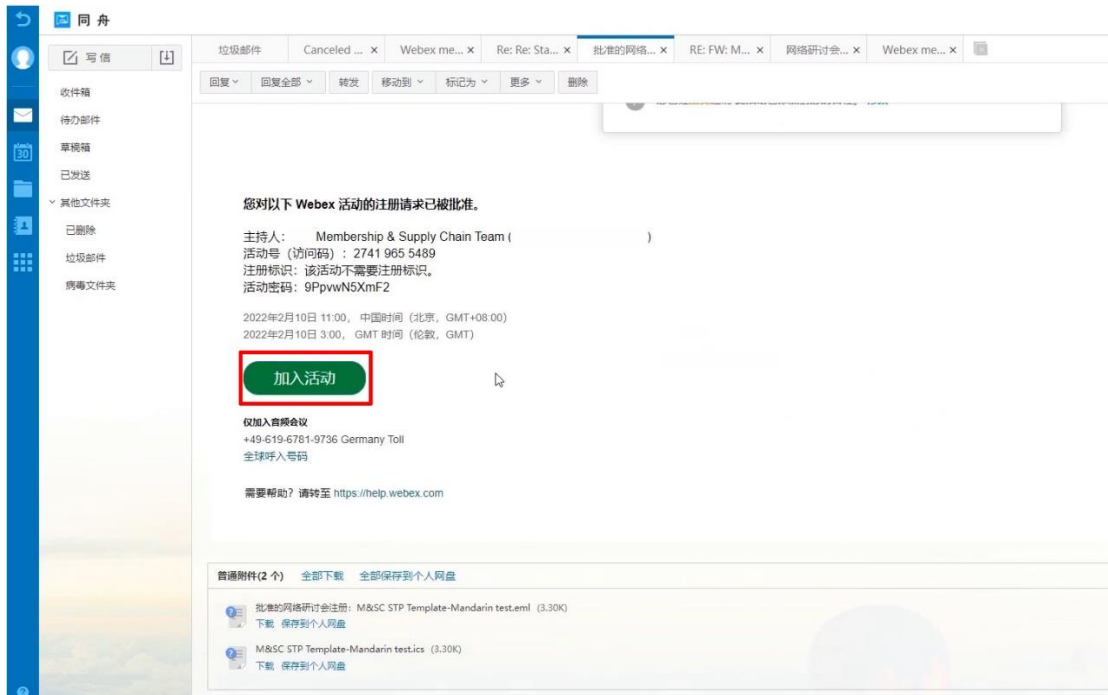 同舟
写信
收件箱
待办邮件
30
草稿箱
已发送
其他文件夹
已删除
垃圾邮件
病毒文件夹
垃圾邮件 Canceled ... × Webex me... × Re: Re: Sta... × 批准的网络... × RE: FW: M... × 网络研讨会... × Webex me... ×
回复 回复全部 转发 移动到 标记为 更多 删除
您对以下 Webex 活动的注册请求已被批准。
主持人: Membership & Supply Chain Team ( )
活动号(访问码):2741 965 5489
注册标识:该活动不需要注册标识。
活动密码:9PpvwN5XmF2
2022年2月10日 11:00, 中国时间(北京,GMT+08:00)
2022年2月10日 3:00, GMT 时间(伦敦,GMT)
加入活动
仅加入音频会议
+49-619-6781-9736 Germany Toll
全球呼入号码
需要帮助?请转至 https://help.webex.com
普通附件(2 个) 全部下载 全部保存到个人网盘
批准的网络研讨会注册: M&SC STP Template-Mandarin test.eml (3.30K)
下载 保存到个人网盘
M&SC STP Template-Mandarin test.ics (3.30K)
下载 保存到个人网盘